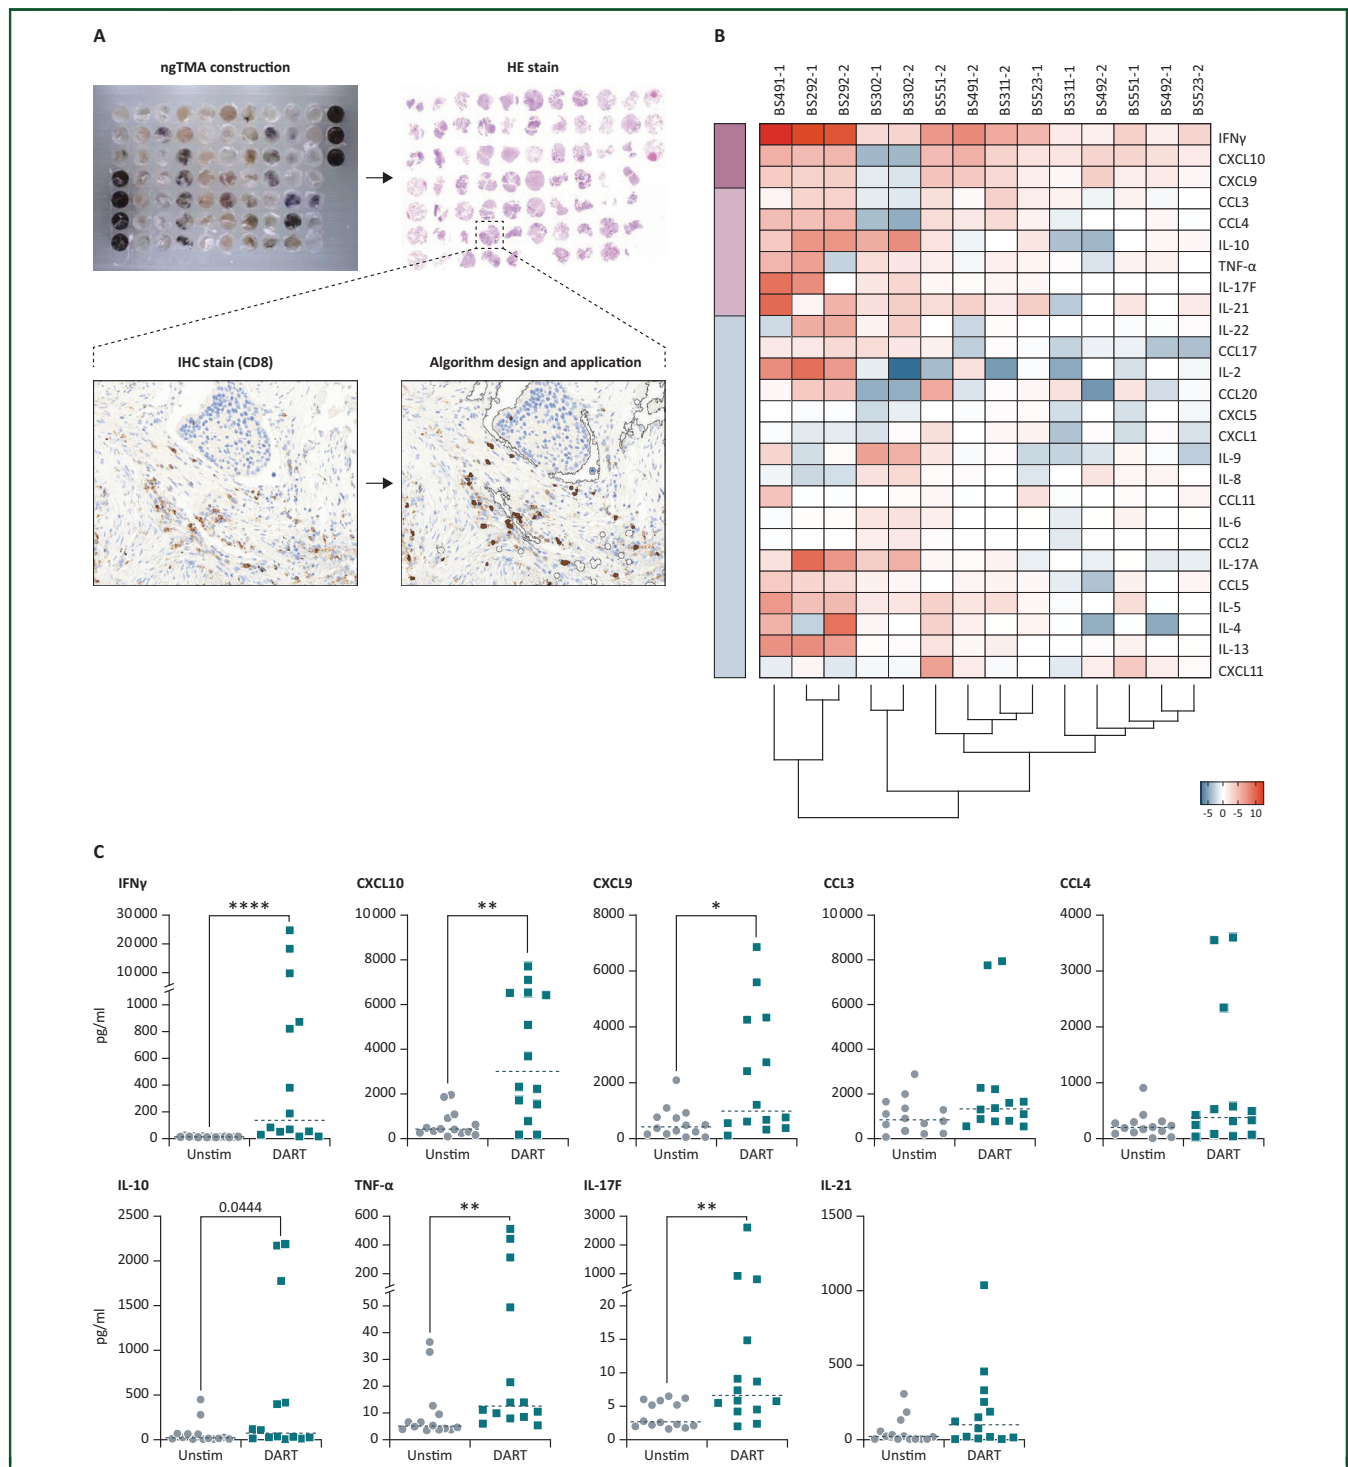 A
ngTMA construction
HE stain
IHC stain (CD8)
Algorithm design and application
B
BS491-1
BS292-1
BS292-2
BS302-1
BS302-2
BS551-2
BS491-2
BS311-2
BS523-1
BS311-1
BS492-2
BS551-1
BS492-1
BS523-2
IFNγ
CXCL10
CXCL9
CCL3
CCL4
IL-10
TNF-α
IL-17F
IL-21
IL-22
CCL17
IL-2
CCL20
CXCL5
CXCL1
IL-9
IL-8
CCL11
IL-6
CCL2
IL-17A
CCL5
IL-5
IL-4
IL-13
CXCL11
-5 0 -5 10
C
IFNγ
pg/ml
30 000
20 000
10 000
1000
800
600
400
200
0
****
Unstim DART
CXCL10
10 000
8000
6000
4000
2000
0
**
Unstim DART
CXCL9
8000
6000
4000
2000
0
*
Unstim DART
CCL3
10 000
8000
6000
4000
2000
0
Unstim DART
CCL4
4000
3000
2000
1000
0
Unstim DART
IL-10
pg/ml
2500
2000
1500
1000
500
0
0.0444
Unstim DART
TNF-α
600
400
200
50
40
30
20
10
0
**
Unstim DART
IL-17F
3000
2000
1000
20
15
10
5
0
**
Unstim DART
IL-21
1500
1000
500
0
Unstim DART